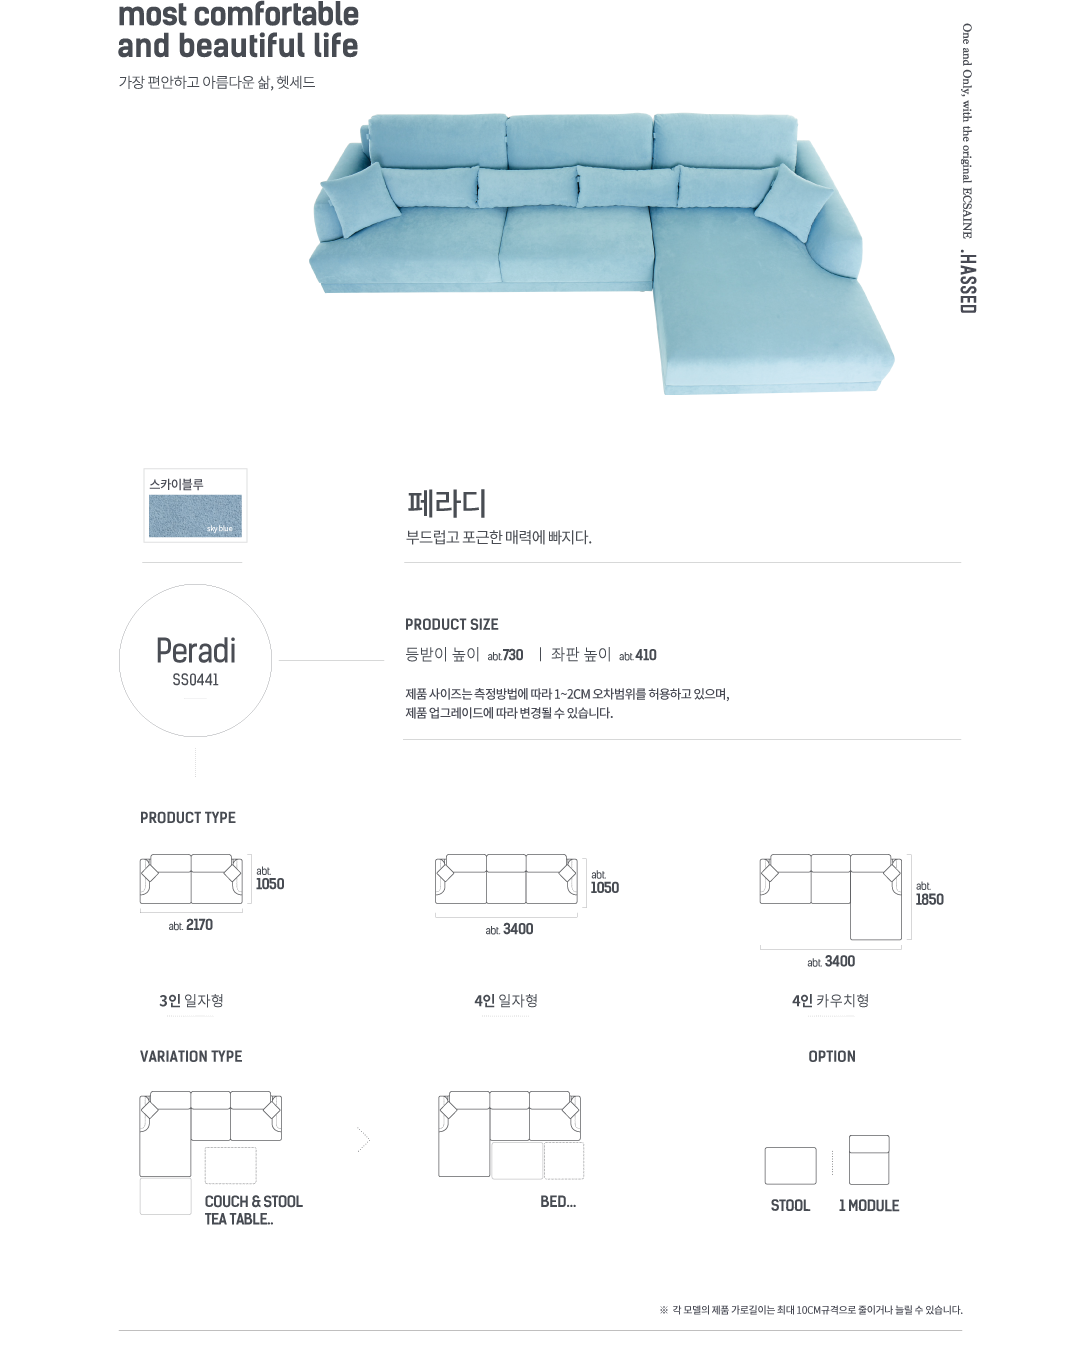 most comfortable
and beautiful life
가장 편안하고 아름다운 삶, 헷세드
One and Only, with the original ECSAINE .HASSED
스카이블루
sky blue
페라디
부드럽고 포근한 매력에 빠지다.
Peradi
SS0441
PRODUCT SIZE
등받이 높이 abt.730 | 좌판 높이 abt.410
제품 사이즈는 측정방법에 따라 1~2CM 오차범위를 허용하고 있으며,
제품 업그레이드에 따라 변경될 수 있습니다.
PRODUCT TYPE
abt.
1050
abt. 2170
3인 일자형
abt.
1050
abt. 3400
4인 일자형
abt.
1850
abt. 3400
4인 카우치형
VARIATION TYPE
COUCH & STOOL
TEA TABLE..
BED...
OPTION
STOOL
1 MODULE
※ 각 모델의 제품 가로길이는 최대 10CM규격으로 줄이거나 늘릴 수 있습니다.